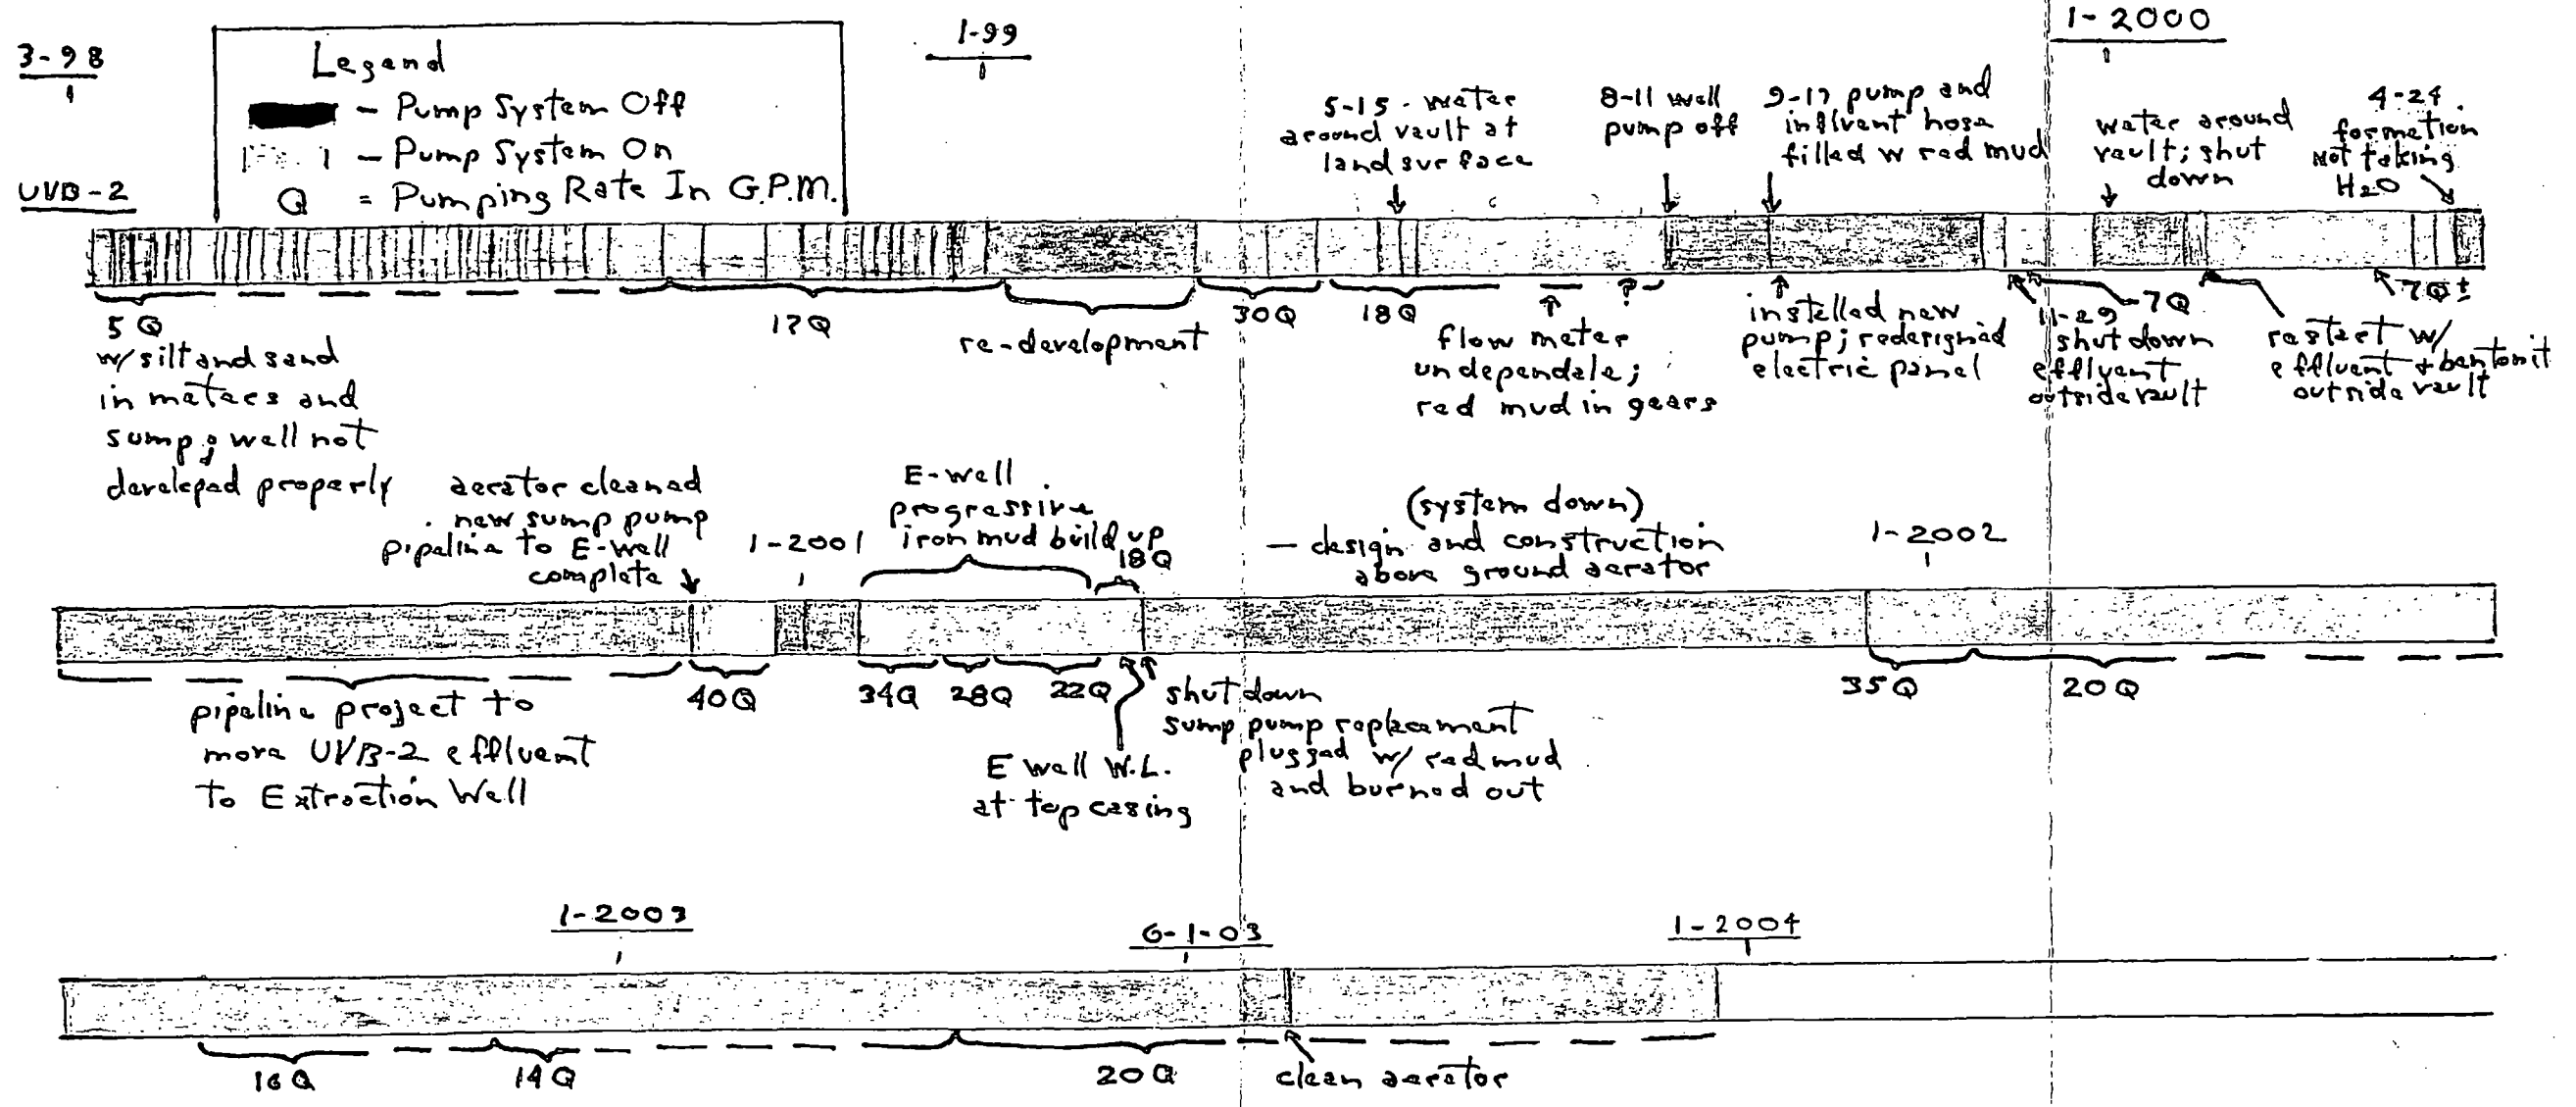 3-98
Legend
- Pump System Off
- Pump System On
Q = Pumping Rate In G.P.M.
UVB-2
1-99
1-2000
5-15 - water
around vault at
land surface
8-11 well
pump off
9-17 pump and
inflvent hose
filled w red mud
water around
vault; shut
down
4-24
formation
Not taking
H2O
5 Q
w/silt and sand
in meters and
sump; well not
developed properly
17Q
re-development
30Q
18Q
?
flow meter
undependale;
red mud in gears
installed new
pump; redesigned
electric panel
7Q
11-29
shut down
effluent
outside vault
restart w/
effluent + bentonit
outside vault
7Q±
aerator cleaned
new sump pump
pipeline to E-well
complete
1-2001
E-well
progressive
iron mud build up
18Q
(system down)
- design and construction
above ground aerator
1-2002
pipeline project to
move UVB-2 effluent
to Extraction Well
40Q
34Q
28Q
22Q
E well W.L.
at top casing
shut down
sump pump replacement
plugged w/ red mud
and burned out
35Q
20Q
1-2003
6-1-03
1-2004
16Q
14Q
20Q
clean aerator